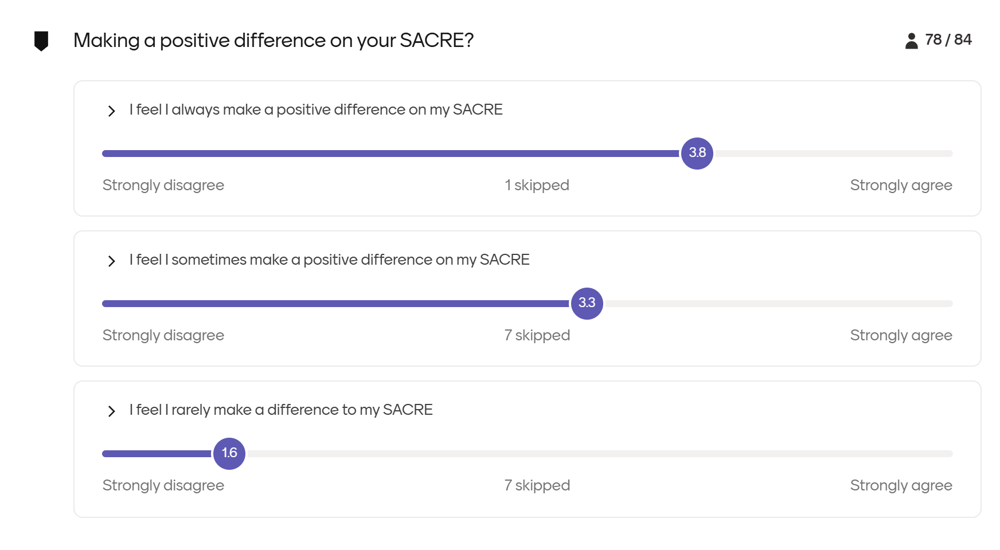 Making a positive difference on your SACRE?
78 / 84
I feel I always make a positive difference on my SACRE
3.8
Strongly disagree
1 skipped
Strongly agree
I feel I sometimes make a positive difference on my SACRE
3.3
Strongly disagree
7 skipped
Strongly agree
I feel I rarely make a difference to my SACRE
1.6
Strongly disagree
7 skipped
Strongly agree